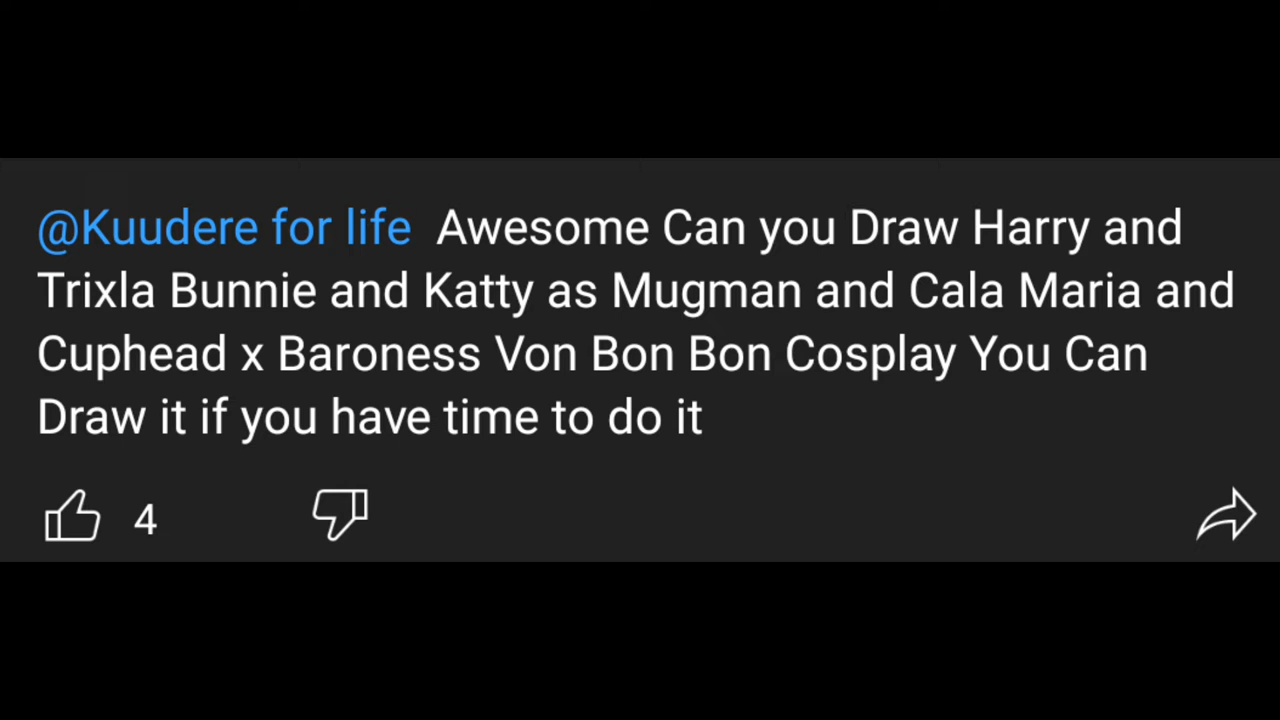 @Kuudere for life Awesome Can you Draw Harry and
Trixla Bunnie and Katty as Mugman and Cala Maria and
Cuphead x Baroness Von Bon Bon Cosplay You Can
Draw it if you have time to do it
4